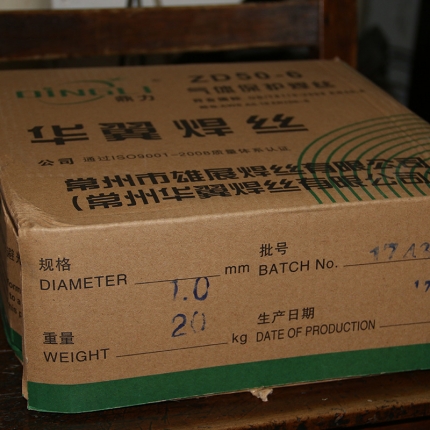 DINGLI
鼎力
ZD50-6
气体保护焊丝
华翼焊丝
公司 通过ISO9001-2008质量体系认证
常州市雄展焊丝有限公司
(常州华翼焊丝有限公司
规格
DIAMETER 1.0 mm
批号
BATCH No.
重量
WEIGHT 20 kg
生产日期
DATE OF PRODUCTION